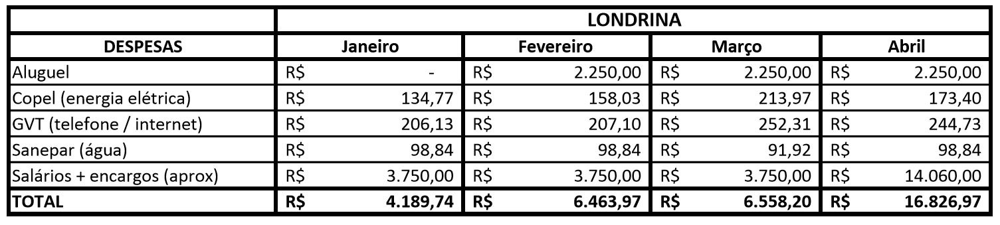 LONDRINA
DESPESAS Janeiro Fevereiro Março Abril
Aluguel R$ - R$ 2.250,00 R$ 2.250,00 R$ 2.250,00
Copel (energia elétrica) R$ 134,77 R$ 158,03 R$ 213,97 R$ 173,40
GVT (telefone / internet) R$ 206,13 R$ 207,10 R$ 252,31 R$ 244,73
Sanepar (água) R$ 98,84 R$ 98,84 R$ 91,92 R$ 98,84
Salários + encargos (aprox) R$ 3.750,00 R$ 3.750,00 R$ 3.750,00 R$ 14.060,00
TOTAL R$ 4.189,74 R$ 6.463,97 R$ 6.558,20 R$ 16.826,97